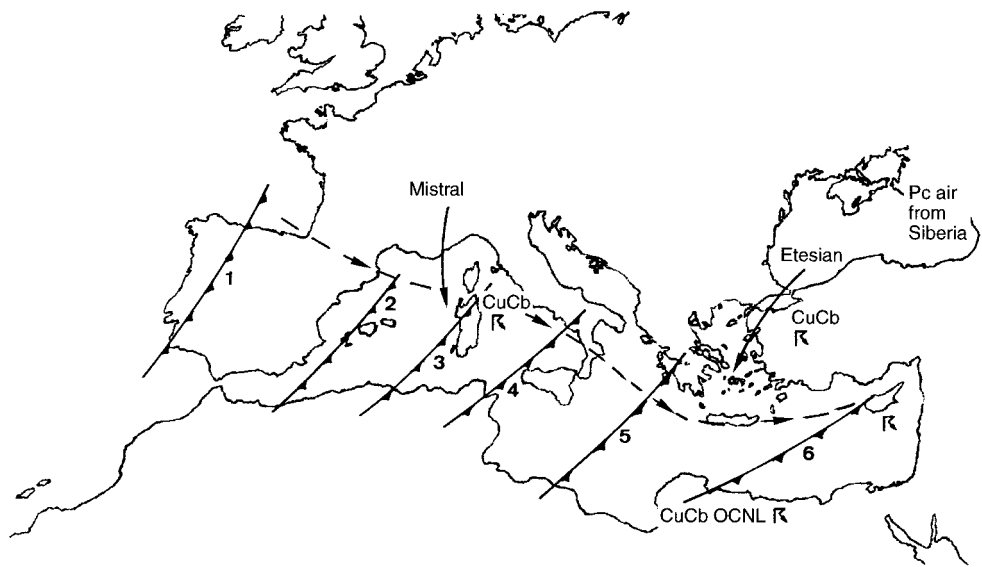 Mistral
Pc air
from
Siberia
Etesian
1
2
CuCb
CuCb
3
4
5
6
CuCb OCNL